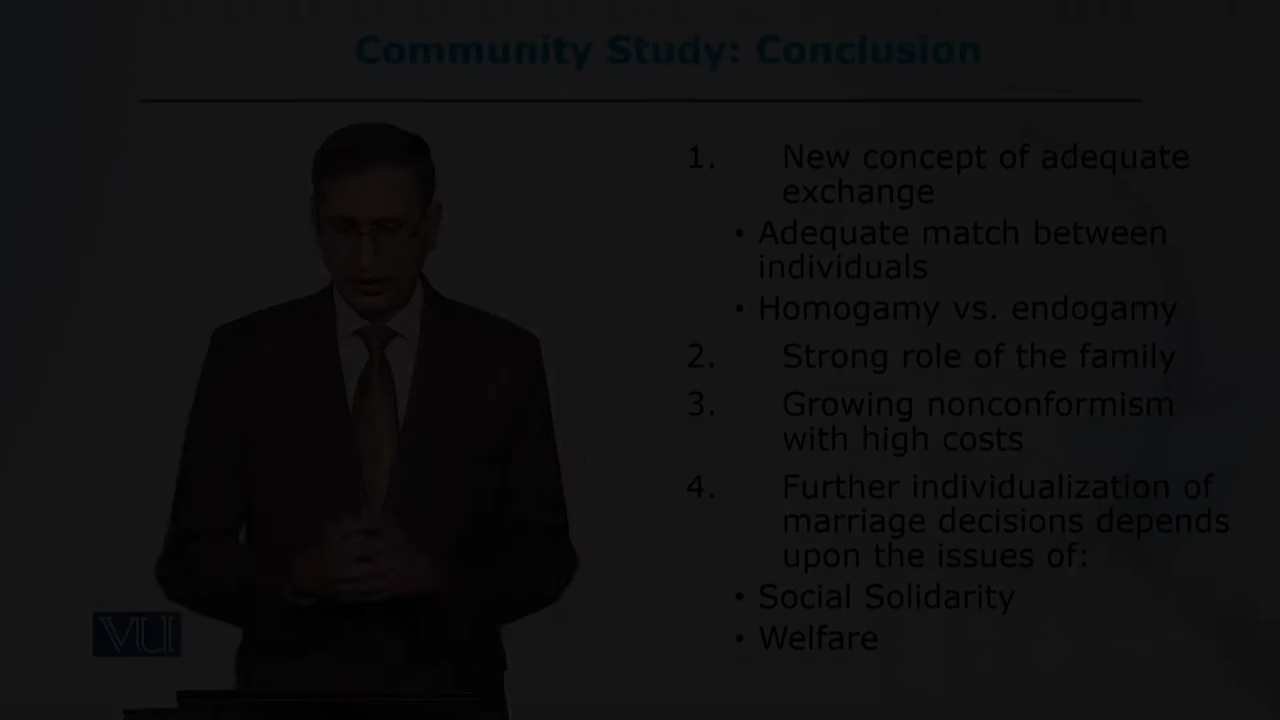 Community Study: Conclusion
1. New concept of adequate
exchange
• Adequate match between
individuals
• Homogamy vs. endogamy
2. Strong role of the family
3. Growing nonconformism
with high costs
4. Further individualization of
marriage decisions depends
upon the issues of:
• Social Solidarity
• Welfare
VU